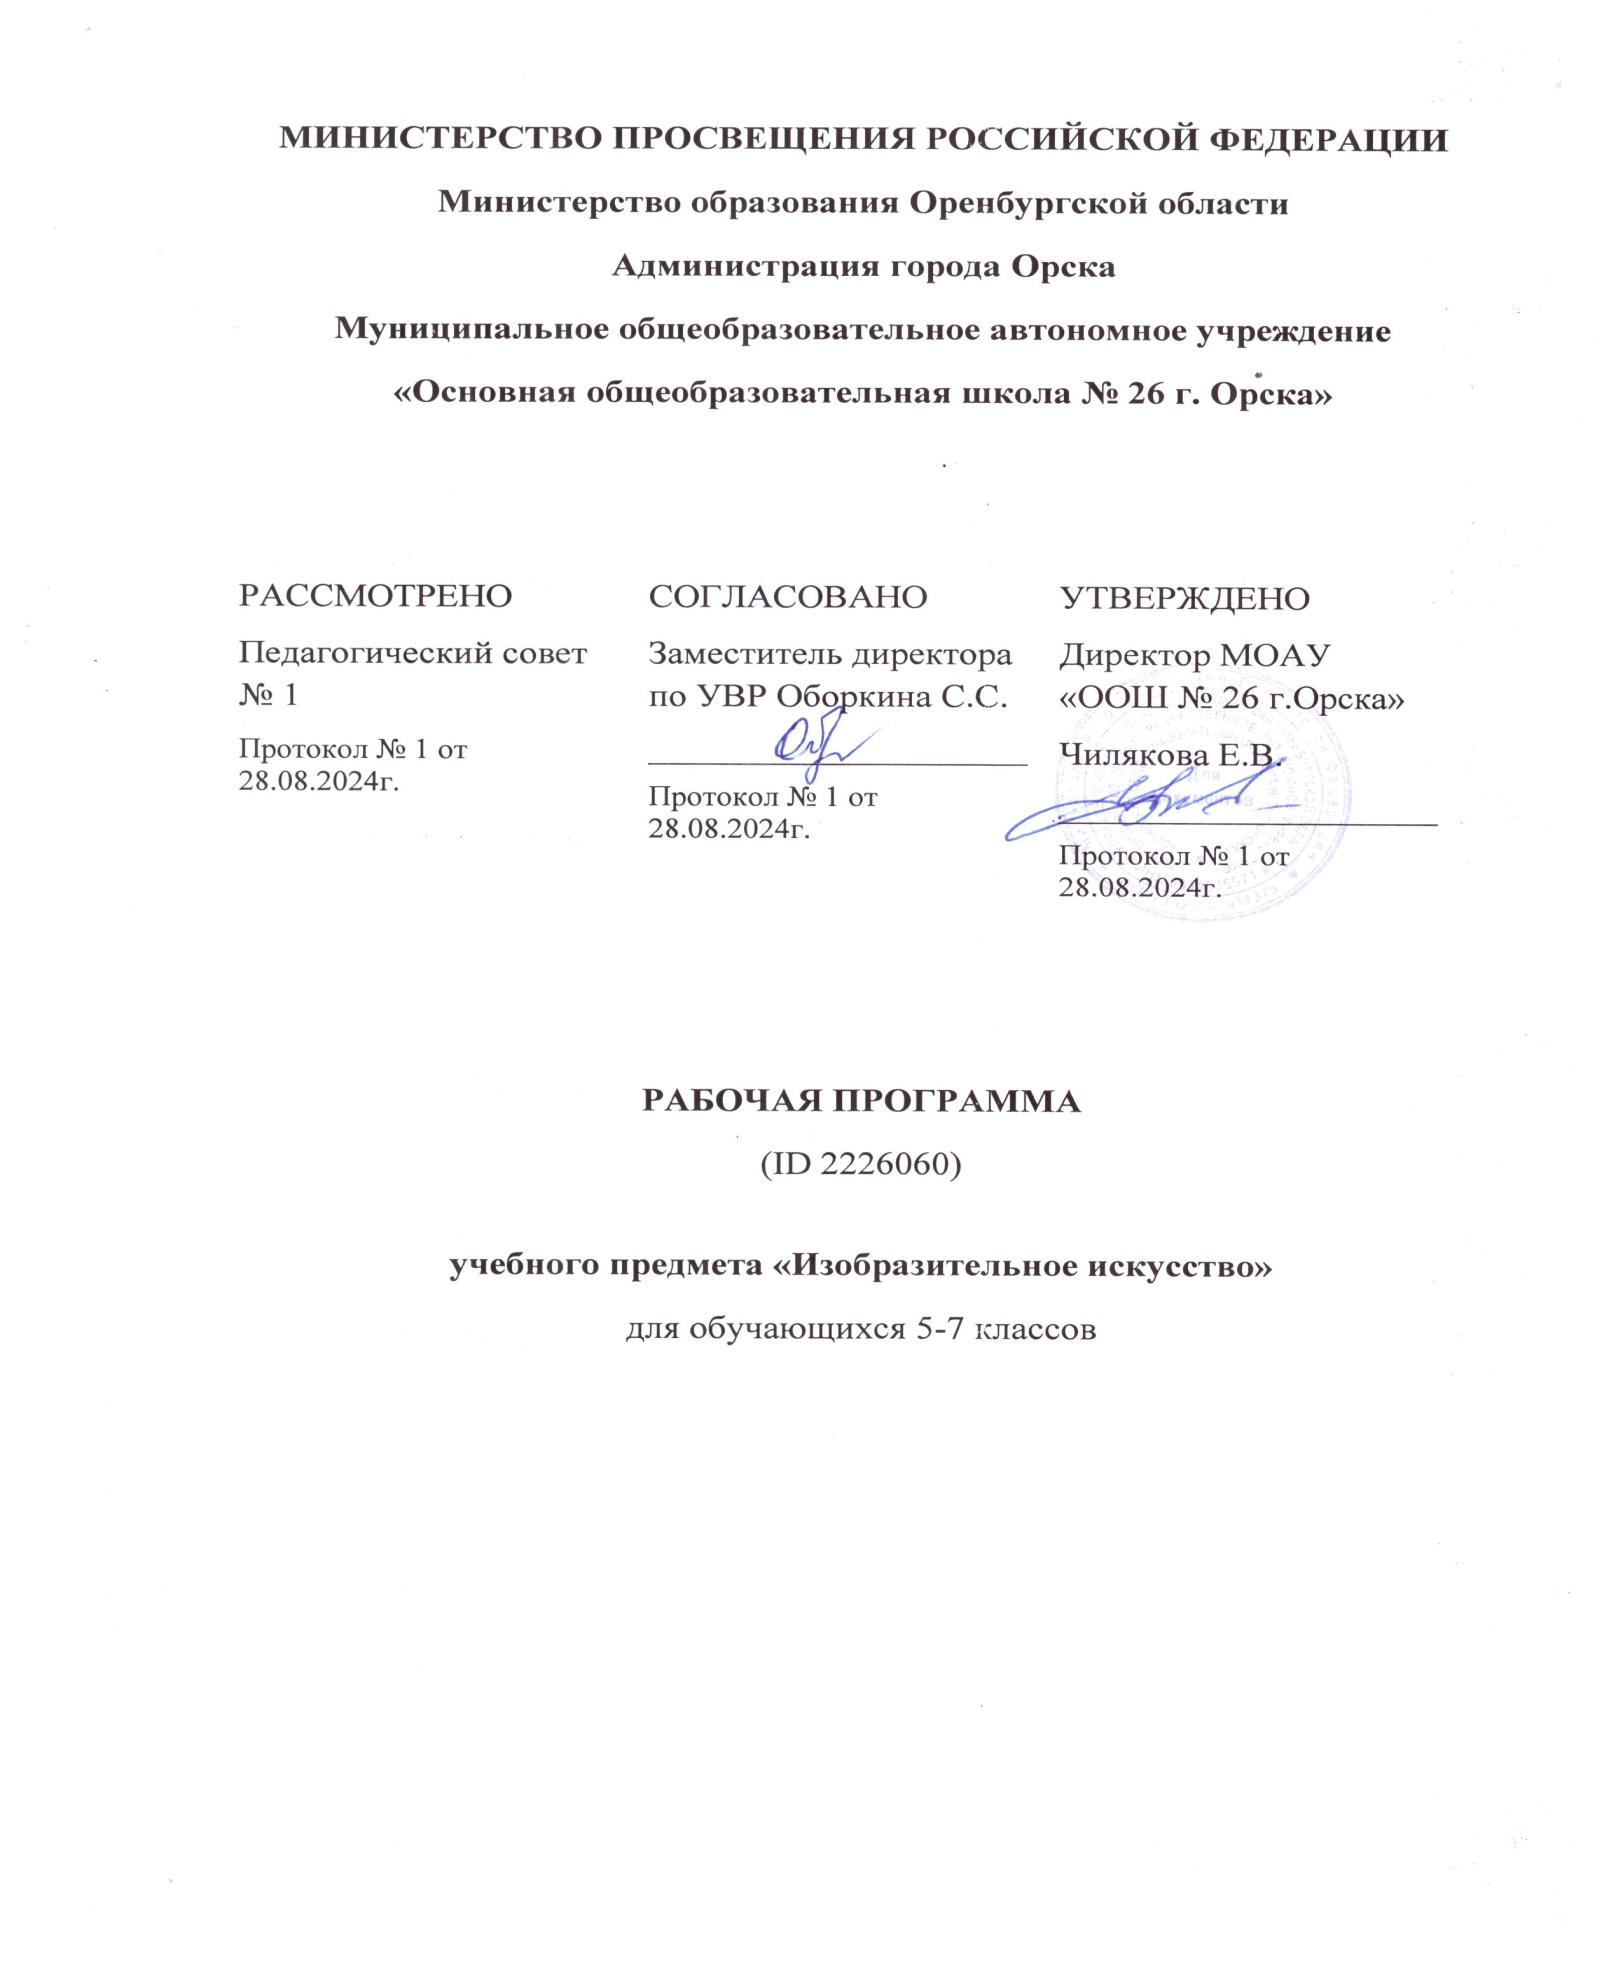 МИНИСТЕРСТВО ПРОСВЕЩЕНИЯ РОССИЙСКОЙ ФЕДЕРАЦИИ
Министерство образования Оренбургской области
Администрация города Орска
Муниципальное общеобразовательное автономное учреждение
«Основная общеобразовательная школа № 26 г. Орска»
РАССМОТРЕНО
Педагогический совет
№ 1
Протокол № 1 от
28.08.2024г.
СОГЛАСОВАНО
Заместитель директора
по УВР Оборкина С.С.
Протокол № 1 от
28.08.2024г.
УТВЕРЖДЕНО
Директор МОАУ
«ООШ № 26 г.Орска»
Чилякова Е.В.
Протокол № 1 от
28.08.2024г.
РАБОЧАЯ ПРОГРАММА
(ID 2226060)
учебного предмета «Изобразительное искусство»
для обучающихся 5-7 классов